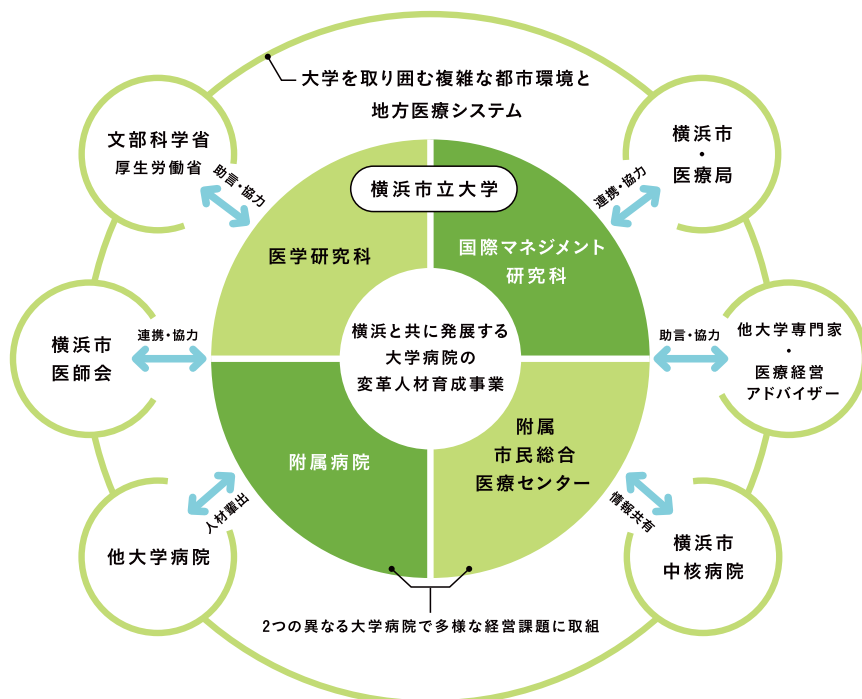 大学を取り囲む複雑な都市環境と
地方医療システム
文部科学省
厚生労働省
助言・協力
横浜市立大学
連携・協力
横浜市
・
医療局
医学研究科
国際マネジメント
研究科
横浜市
医師会
連携・協力
横浜と共に発展する
大学病院の
変革人材育成事業
助言・協力
他大学専門家
・
医療経営
アドバイザー
附属病院
附属
市民総合
医療センター
他大学病院
人材輩出
情報共有
横浜市
中核病院
2つの異なる大学病院で多様な経営課題に取組